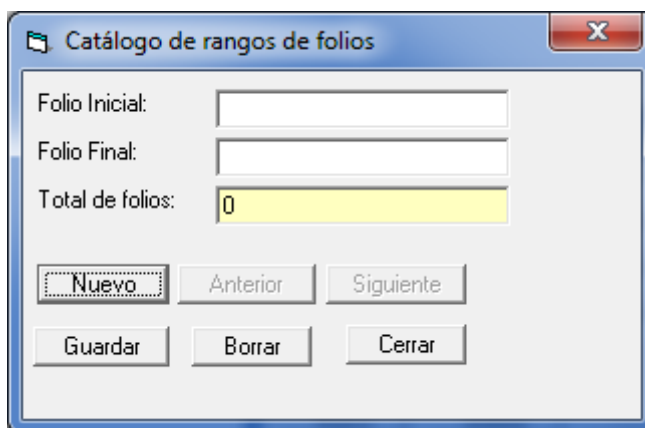 Catálogo de rangos de folios
Folio Inicial:
Folio Final:
Total de folios: 0
Nuevo Anterior Siguiente
Guardar Borrar Cerrar